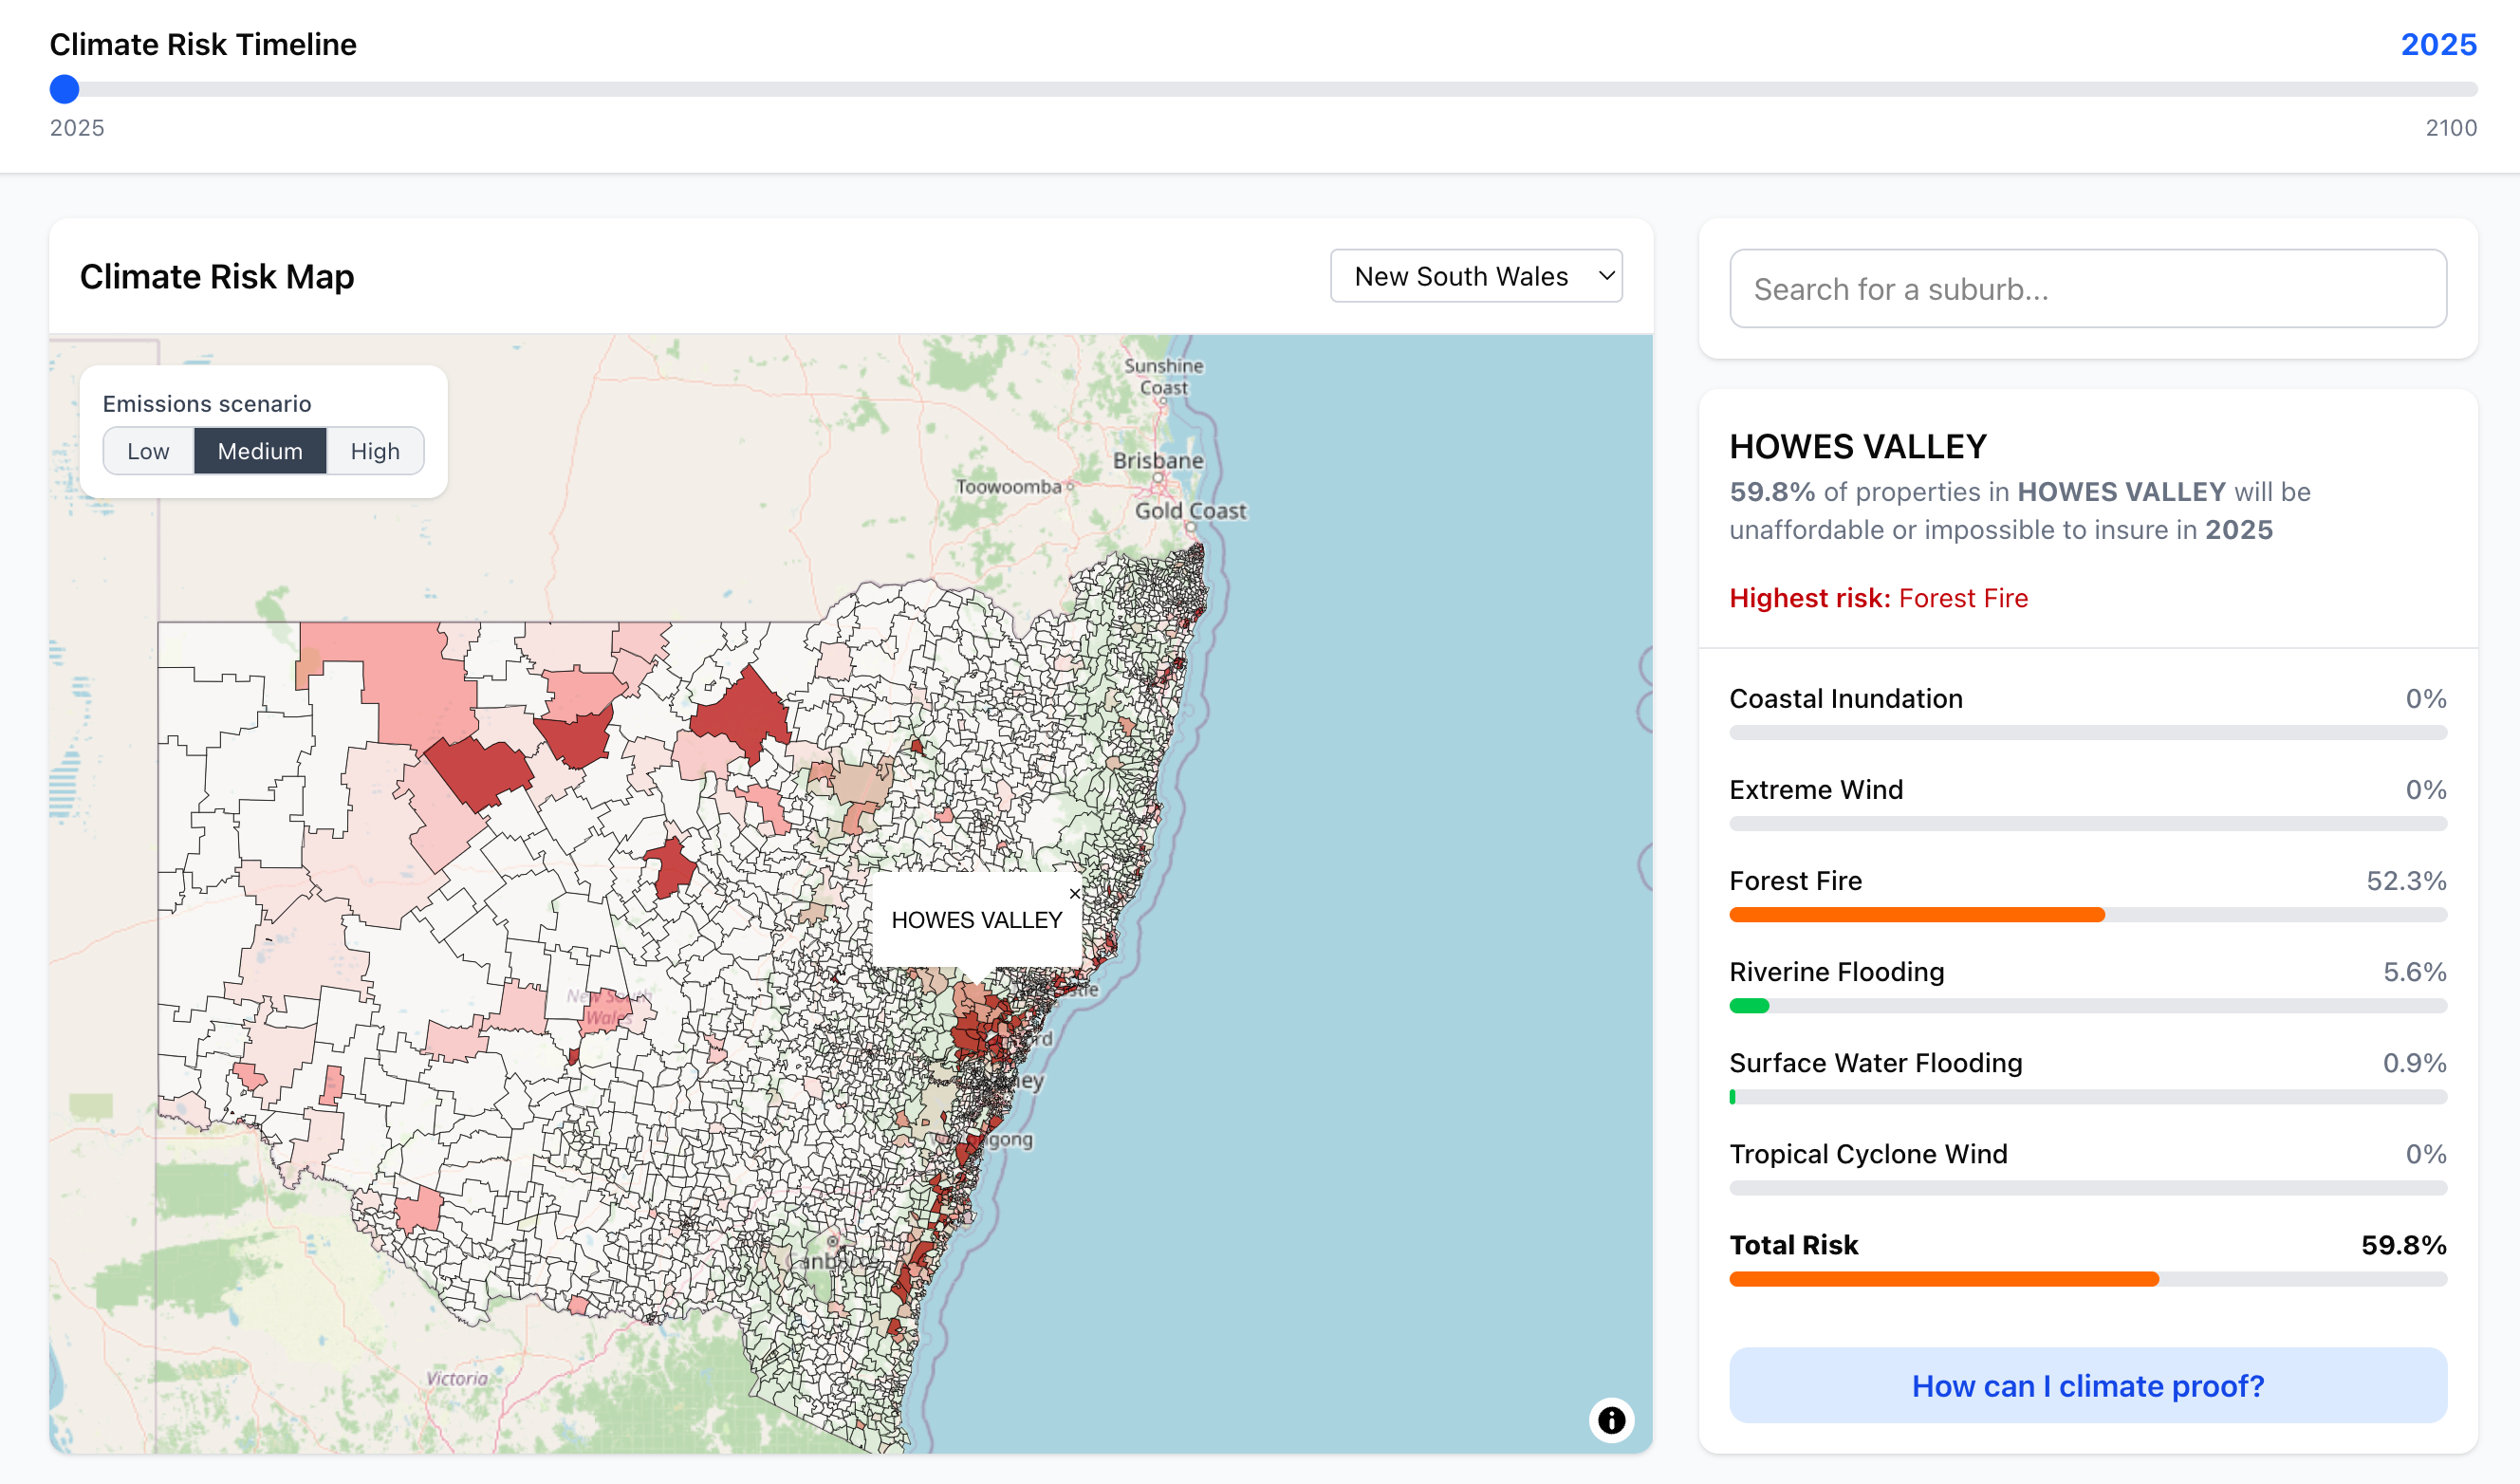 Climate Risk Timeline
2025
2025
2100
Climate Risk Map
New South Wales
Emissions scenario
Low
Medium
High
Sunshine
Coast
Brisbane
Toowoomba
Gold Coast
HOWES VALLEY
×
New South
Wales
Victoria
Search for a suburb...
HOWES VALLEY
59.8% of properties in HOWES VALLEY will be
unaffordable or impossible to insure in 2025
Highest risk: Forest Fire
Coastal Inundation
0%
Extreme Wind
0%
Forest Fire
52.3%
Riverine Flooding
5.6%
Surface Water Flooding
0.9%
Tropical Cyclone Wind
0%
Total Risk
59.8%
How can I climate proof?